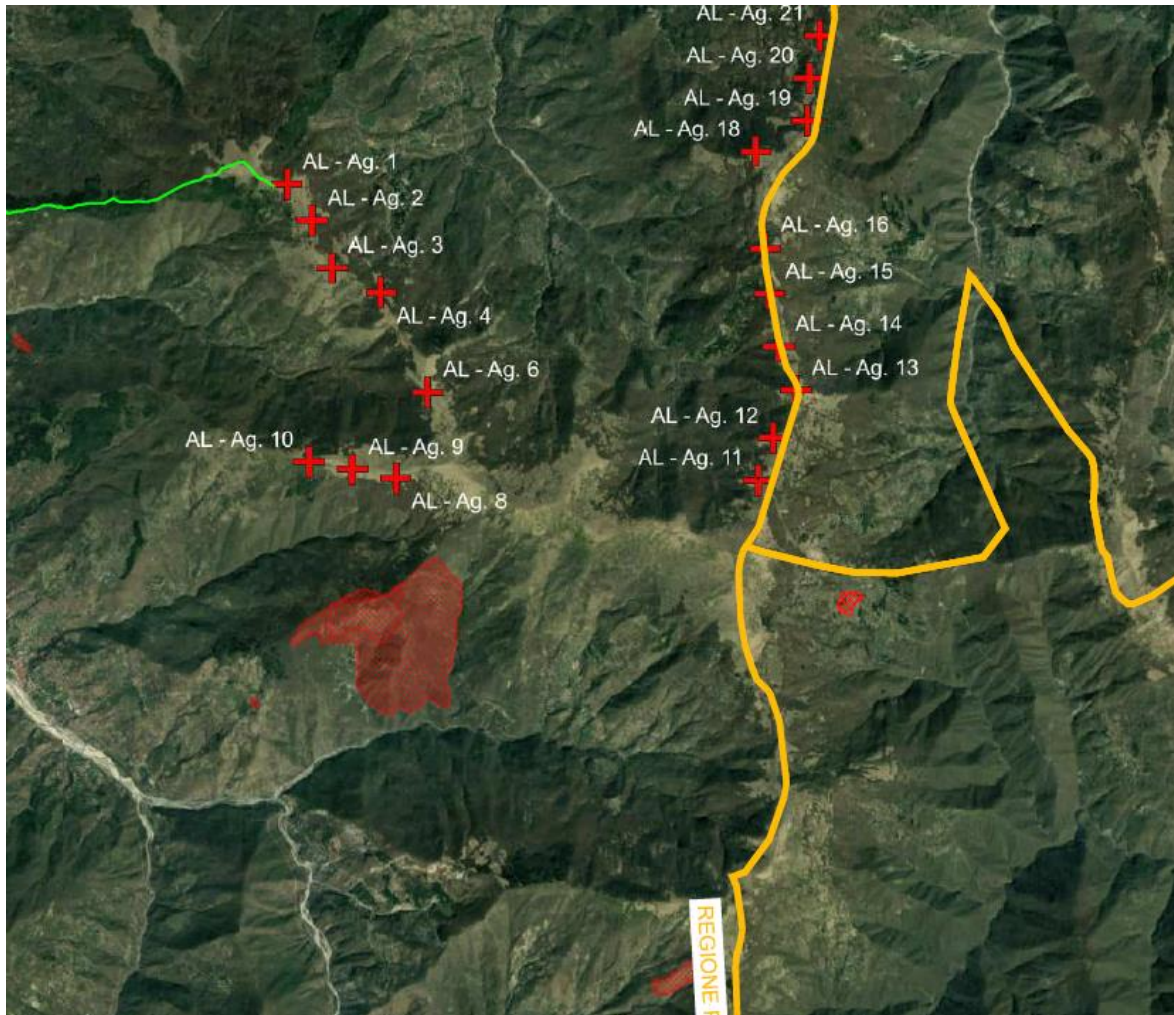 AL - Ag. 21
AL - Ag. 20
AL - Ag. 19
AL - Ag. 18
AL - Ag. 1
AL - Ag. 2
AL - Ag. 3
AL - Ag. 4
AL - Ag. 16
AL - Ag. 15
AL - Ag. 14
AL - Ag. 6
AL - Ag. 13
AL - Ag. 12
AL - Ag. 10
AL - Ag. 9
AL - Ag. 11
AL - Ag. 8
REGIONE